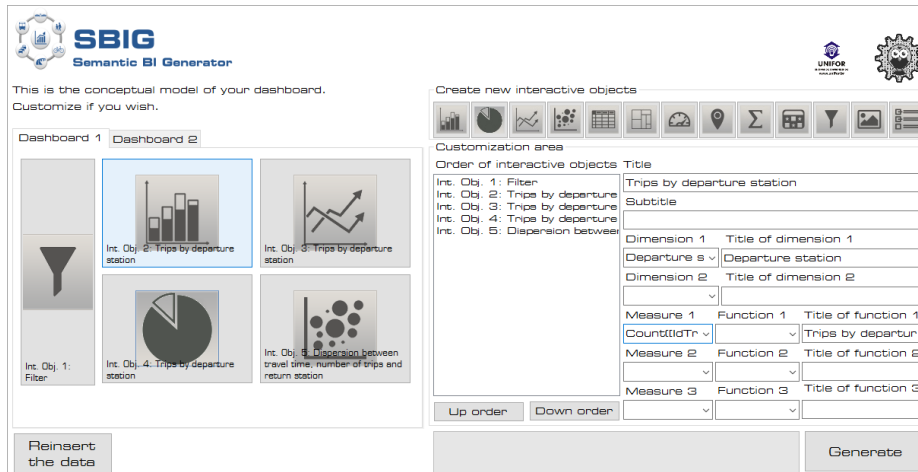 SBIG
Semantic BI Generator
UNIFOR
This is the conceptual model of your dashboard.
Customize if you wish.
Dashboard 1
Dashboard 2
Int. Obj. 1:
Filter
Int. Obj. 2: Trips by departure
station
Int. Obj. 3: Trips by departure
station
Int. Obj. 4: Trips by departure
station
Int. Obj. 5: Dispersion between
travel time, number of trips and
return station
Reinsert
the data
Create new interactive objects
Customization area
Order of interactive objects
Int. Obj. 1: Filter
Int. Obj. 2: Trips by departure
Int. Obj. 3: Trips by departure
Int. Obj. 4: Trips by departure
Int. Obj. 5: Dispersion betweer
Up order
Down order
Title
Trips by departure station
Subtitle
Dimension 1 Title of dimension 1
Departure s Departure station
Dimension 2 Title of dimension 2
Measure 1 Function 1 Title of function 1
Count([IdTr Trips by departur
Measure 2 Function 2 Title of function 2
Measure 3 Function 3 Title of function 3
Generate